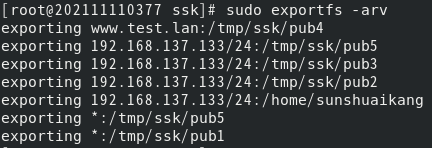 [root@202111110377 ssk]# sudo exportfs -arv
exporting www.test.lan:/tmp/ssk/pub4
exporting 192.168.137.133/24:/tmp/ssk/pub5
exporting 192.168.137.133/24:/tmp/ssk/pub3
exporting 192.168.137.133/24:/tmp/ssk/pub2
exporting 192.168.137.133/24:/home/sunshuaikang
exporting *:/tmp/ssk/pub5
exporting *:/tmp/ssk/pub1